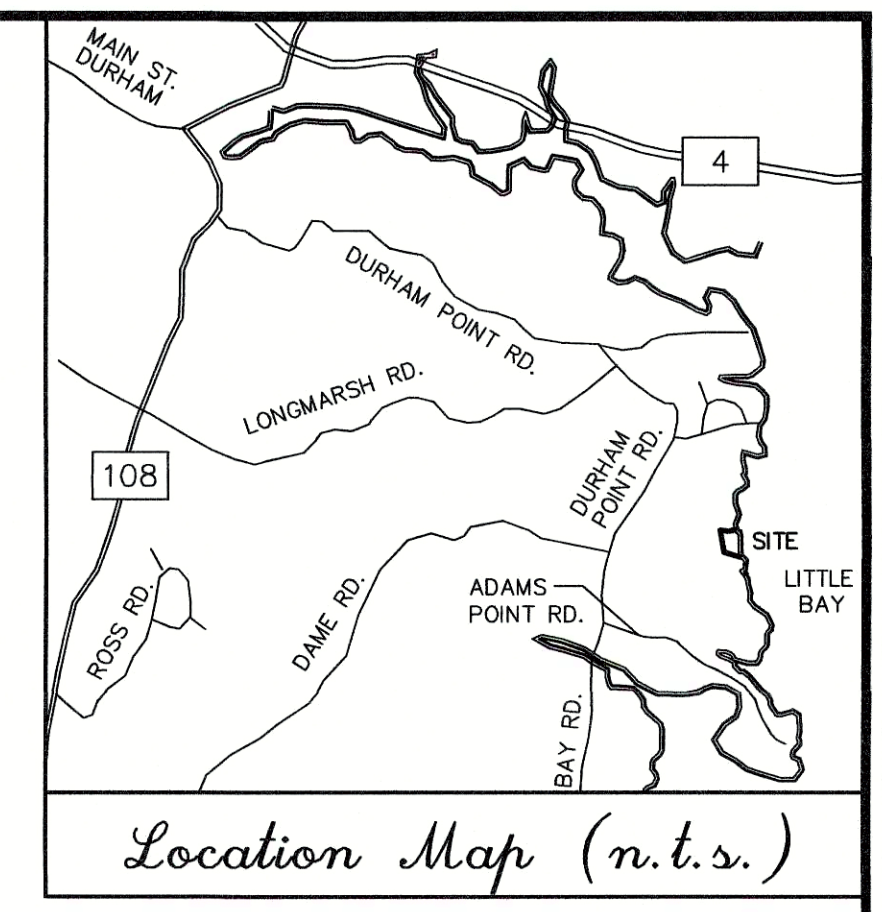 MAIN ST.
DURHAM
4
DURHAM POINT RD.
LONGMARSH RD.
DURHAM
POINT RD.
108
SITE
LITTLE
BAY
ADAMS
POINT RD.
ROSS RD.
DAME RD.
BAY RD.
Location Map (n.t.s.)